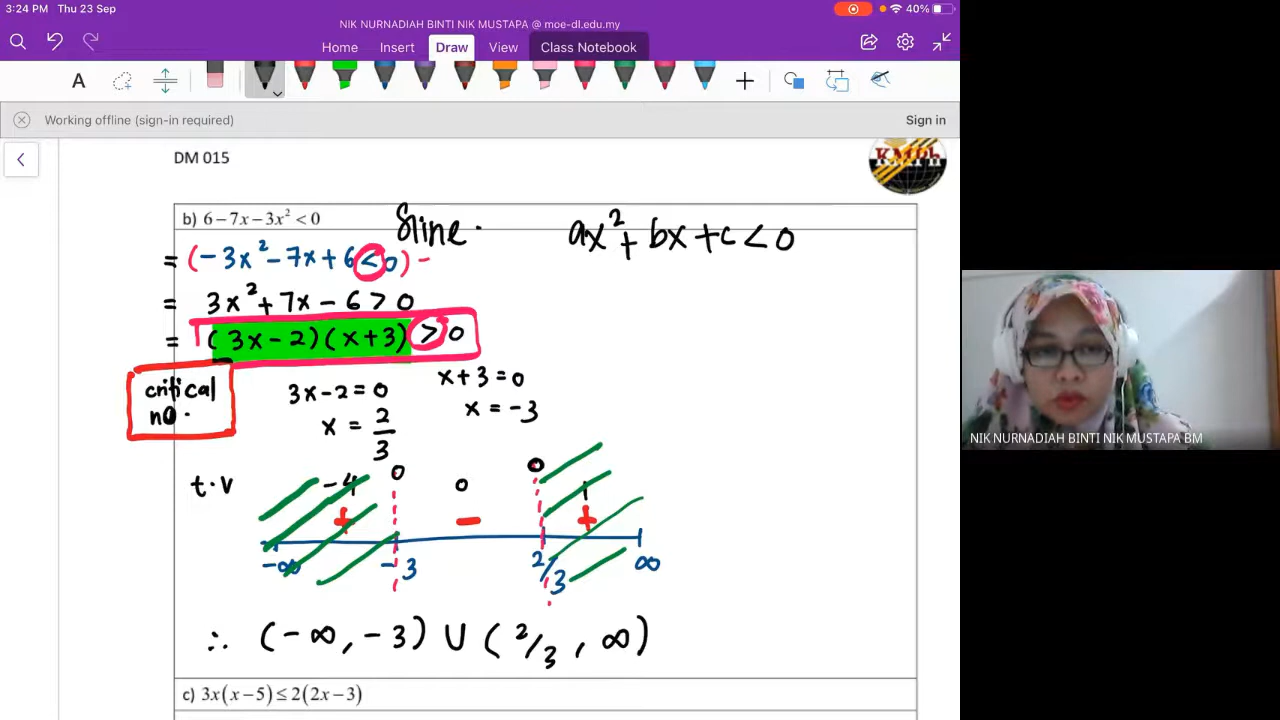 3:24 PM Thu 23 Sep
40%
NIK NURNADIAH BINTI NIK MUSTAPA @ moe-dl.edu.my
Home Insert Draw View Class Notebook
A
Working offline (sign-in required) Sign in
DM 015
KMPh
b) 6 − 7x − 3x² < 0
ax² + bx + c < 0
= (−3x² − 7x + 6 < 0) −
= 3x² + 7x − 6 > 0
= (3x − 2)(x + 3) > 0
critical
no.
3x − 2 = 0
x + 3 = 0
x = 2/3
x = −3
t.v −4 0 0 0 1
+ − +
−∞ −3 2/3 ∞
∴ (−∞, −3) ∪ (2/3, ∞)
c) 3x(x − 5) ≤ 2(2x − 3)
NIK NURNADIAH BINTI NIK MUSTAPA BM